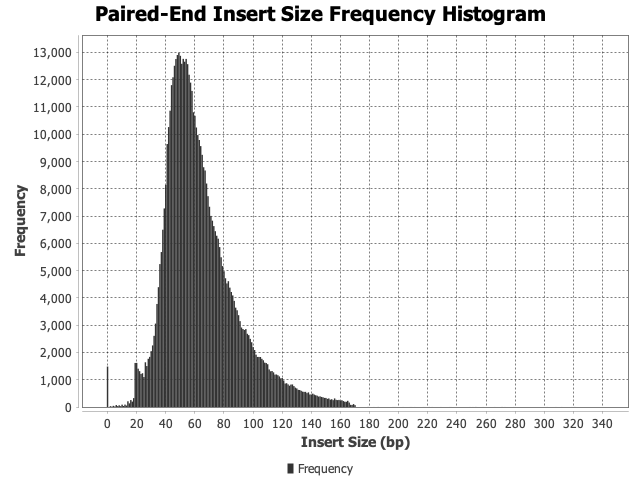 Paired-End Insert Size Frequency Histogram
Frequency
13,000
12,000
11,000
10,000
9,000
8,000
7,000
6,000
5,000
4,000
3,000
2,000
1,000
0
0 20 40 60 80 100 120 140 160 180 200 220 240 260 280 300 320 340
Insert Size (bp)
Frequency